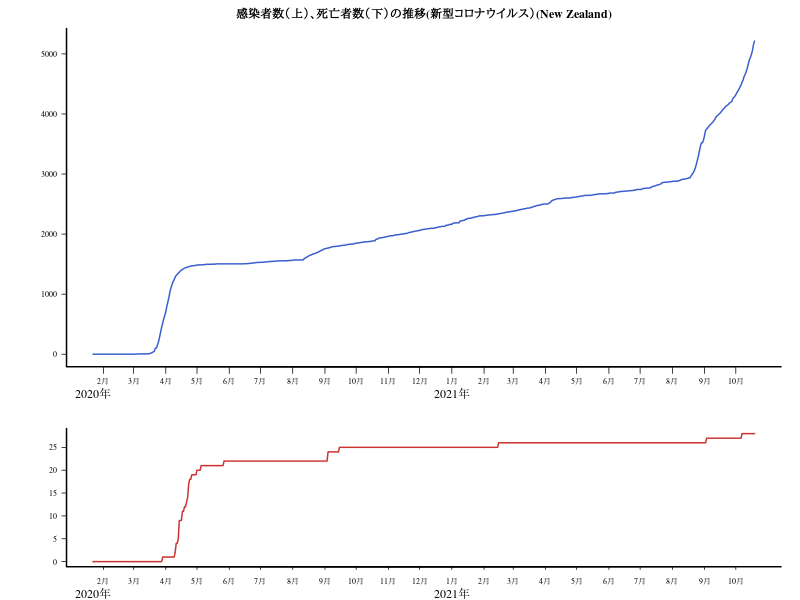 感染者数（上）、死亡者数（下）の推移(新型コロナウイルス）(New Zealand)
5000
4000
3000
2000
1000
0
2月 3月 4月 5月 6月 7月 8月 9月 10月 11月 12月 1月 2月 3月 4月 5月 6月 7月 8月 9月 10月
2020年 2021年
25
20
15
10
5
0
2月 3月 4月 5月 6月 7月 8月 9月 10月 11月 12月 1月 2月 3月 4月 5月 6月 7月 8月 9月 10月
2020年 2021年